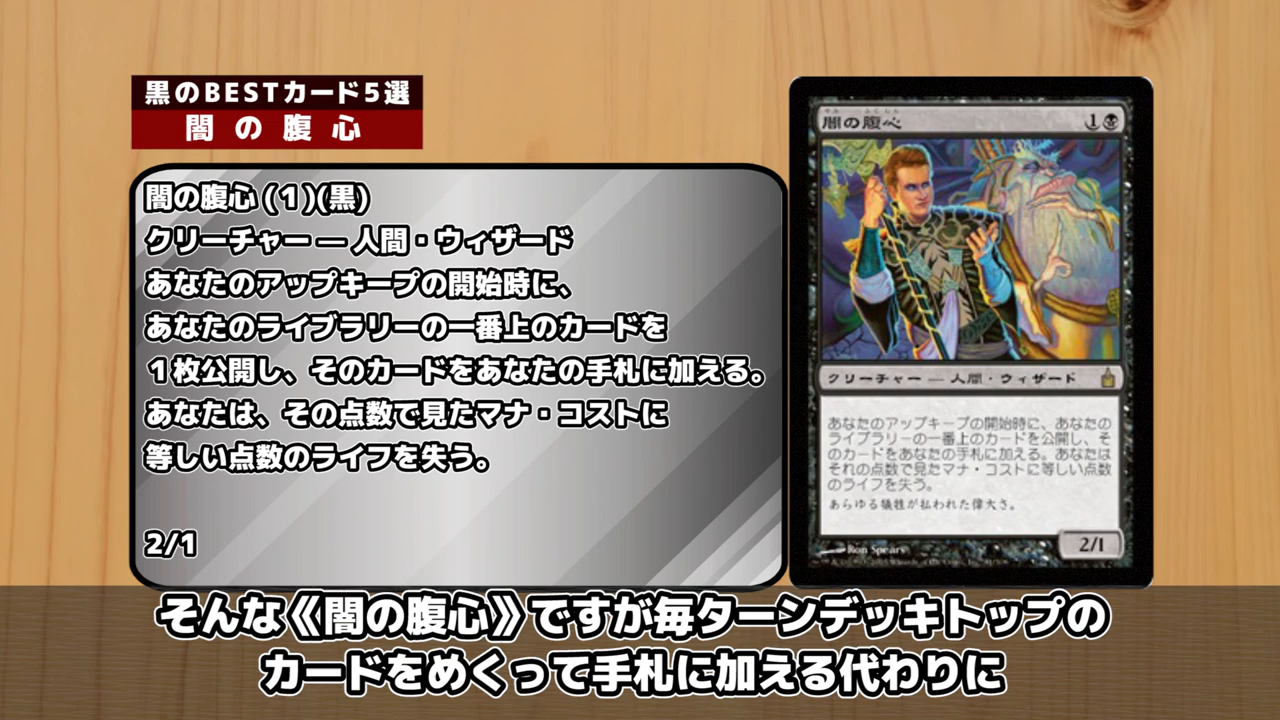 黒のBESTカード5選
闇の腹心
闇の腹心 (1)(黒)
クリーチャー ― 人間・ウィザード
あなたのアップキープの開始時に、
あなたのライブラリーの一番上のカードを
1枚公開し、そのカードをあなたの手札に加える。
あなたは、その点数で見たマナ・コストに
等しい点数のライフを失う。
2/1
闇の腹心
1
クリーチャー ― 人間・ウィザード
あなたのアップキープの開始時に、あなたの
ライブラリーの一番上のカードを公開し、そ
のカードをあなたの手札に加える。あなたは
それの点数で見たマナ・コストに等しい点数
のライフを失う。
あらゆる犠牲が払われた偉大さ。
Ron Spears
2/1
そんな《闇の腹心》ですが毎ターンデッキトップの
カードをめくって手札に加える代わりに